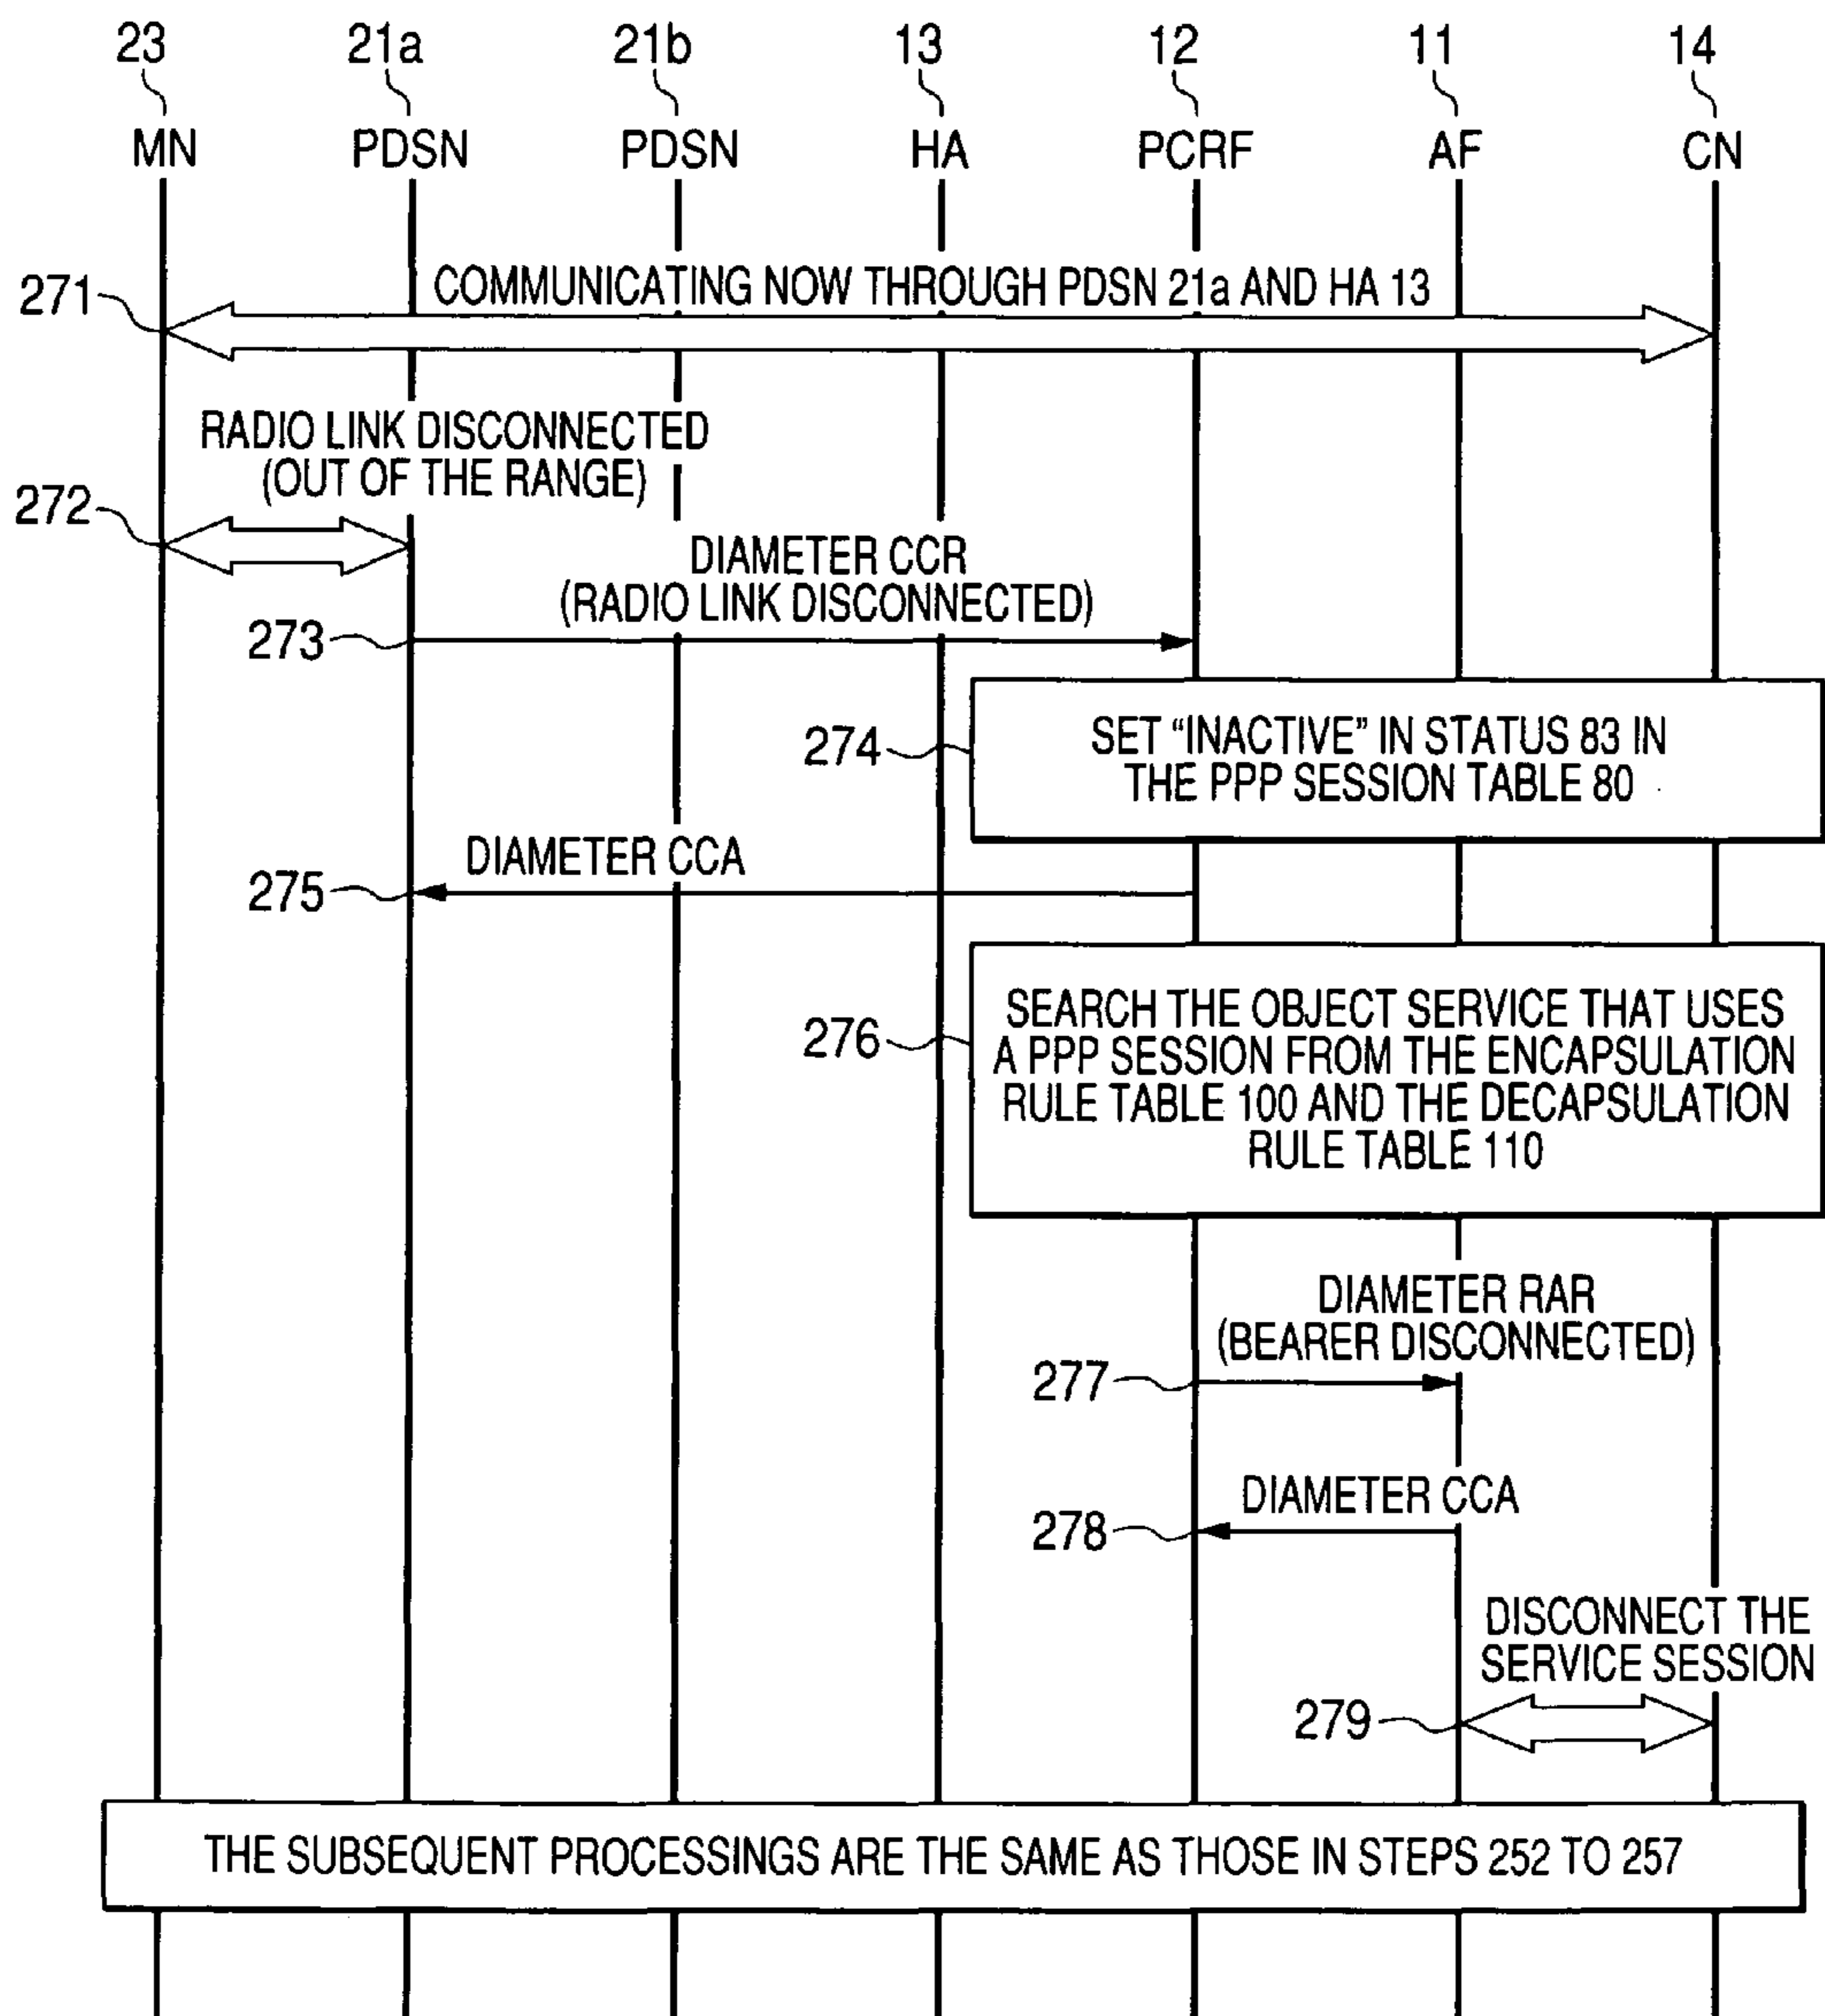 23 21a 21b 13 12 11 14
MN PDSN PDSN HA PCRF AF CN
COMMUNICATING NOW THROUGH PDSN 21a AND HA 13
271
RADIO LINK DISCONNECTED
(OUT OF THE RANGE)
272
DIAMETER CCR
(RADIO LINK DISCONNECTED)
273
SET “INACTIVE” IN STATUS 83 IN
THE PPP SESSION TABLE 80
274
DIAMETER CCA
275
SEARCH THE OBJECT SERVICE THAT USES
A PPP SESSION FROM THE ENCAPSULATION
RULE TABLE 100 AND THE DECAPSULATION
RULE TABLE 110
276
DIAMETER RAR
(BEARER DISCONNECTED)
277
DIAMETER CCA
278
DISCONNECT THE
SERVICE SESSION
279
THE SUBSEQUENT PROCESSINGS ARE THE SAME AS THOSE IN STEPS 252 TO 257